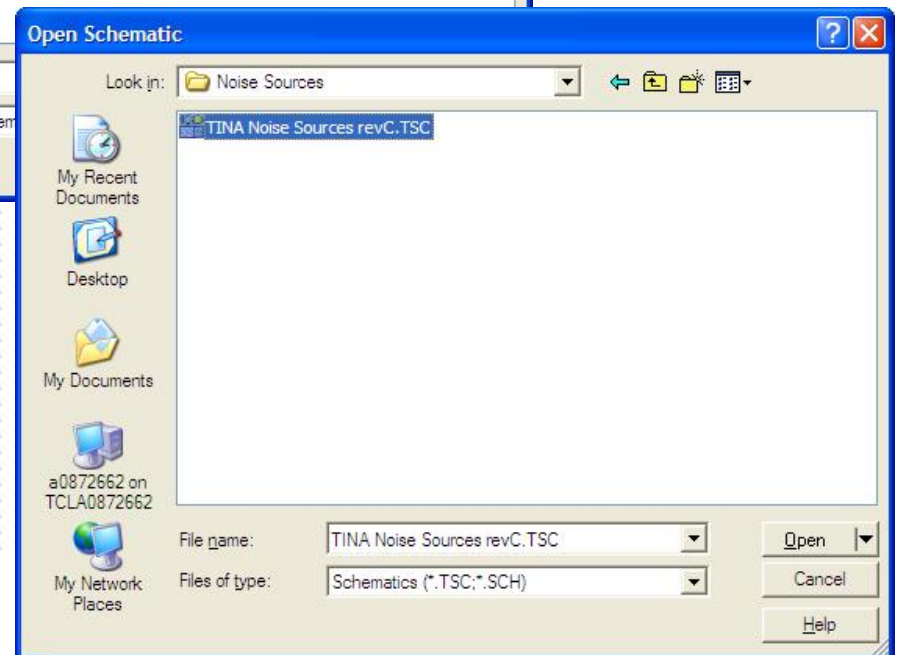 Open Schematic
Look in:
Noise Sources
TINA Noise Sources revC.TSC
My Recent
Documents
Desktop
My Documents
a0872662 on
TCLA0872662
My Network
Places
File name:
TINA Noise Sources revC.TSC
Open
Files of type:
Schematics (*.TSC;*.SCH)
Cancel
Help